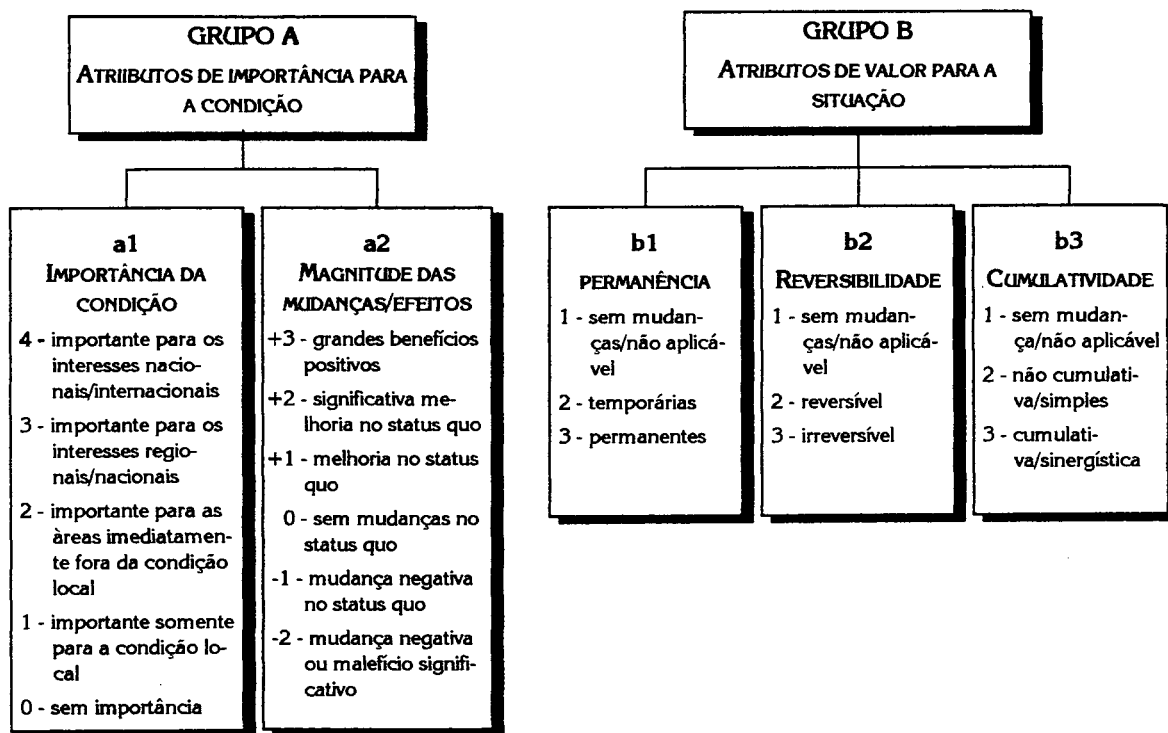 GRUPO A
ATRIIBUTOS DE IMPORTÂNCIA PARA
A CONDIÇÃO
a1
IMPORTÂNCIA DA
CONDIÇÃO
4 - importante para os
interesses nacio-
nais/internacionais
3 - importante para os
interesses regio-
nais/nacionais
2 - importante para as
àreas imediatamen-
te fora da condição
local
1 - importante somente
para a condição lo-
cal
0 - sem importância
a2
MAGNITUDE DAS
MUDANÇAS/EFEITOS
+3 - grandes benefícios
positivos
+2 - significativa me-
lhoria no status quo
+1 - melhoria no status
quo
0 - sem mudanças no
status quo
-1 - mudança negativa
no status quo
-2 - mudança negativa
ou malefício signifi-
cativo
GRUPO B
ATRIBUTOS DE VALOR PARA A
SITUAÇÃO
b1
PERMANÊNCIA
1 - sem mudan-
ças/não aplicá-
vel
2 - temporárias
3 - permanentes
b2
REVERSIBILIDADE
1 - sem mudan-
ças/não aplicá-
vel
2 - reversível
3 - irreversível
b3
CUMULATIVIDADE
1 - sem mudan-
ça/não aplicável
2 - não cumulati-
va/simples
3 - cumulati-
va/sinergística